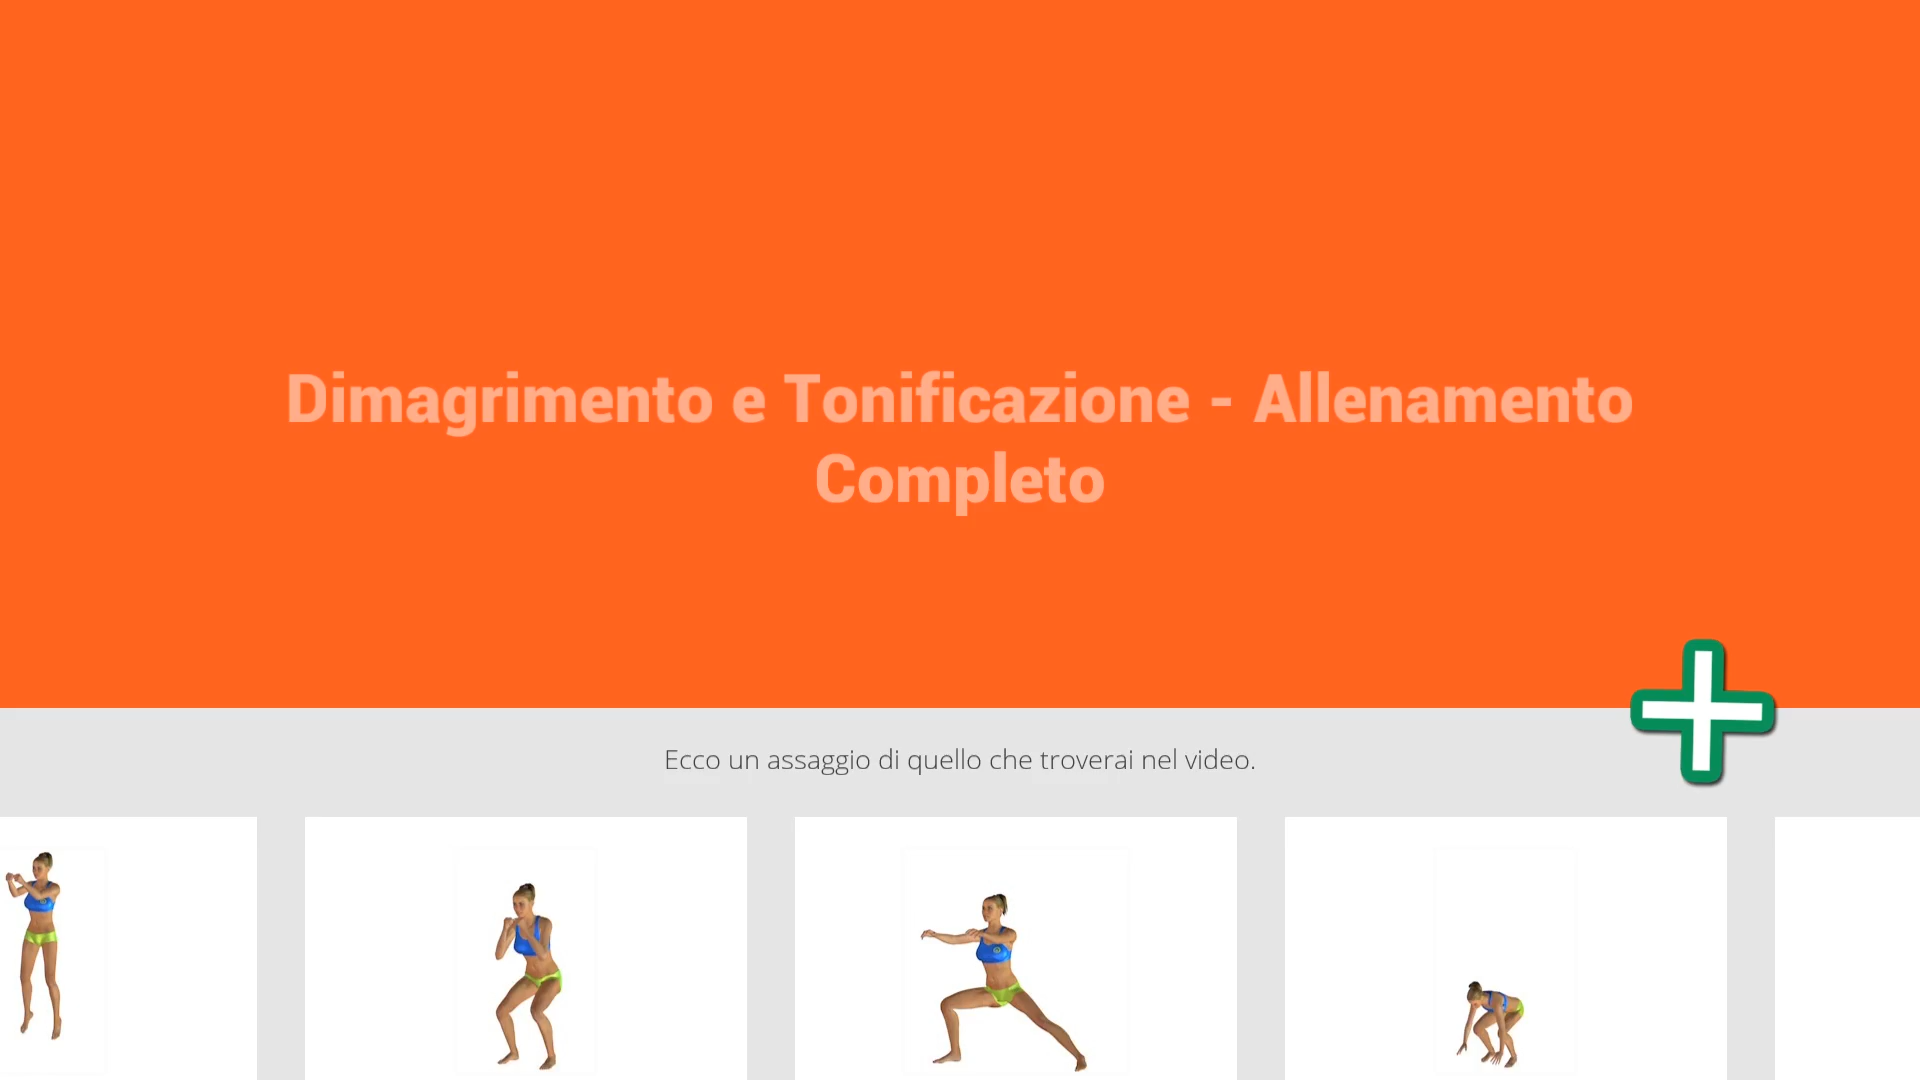 Dimagrimento e Tonificazione - Allenamento
Completo
Ecco un assaggio di quello che troverai nel video.